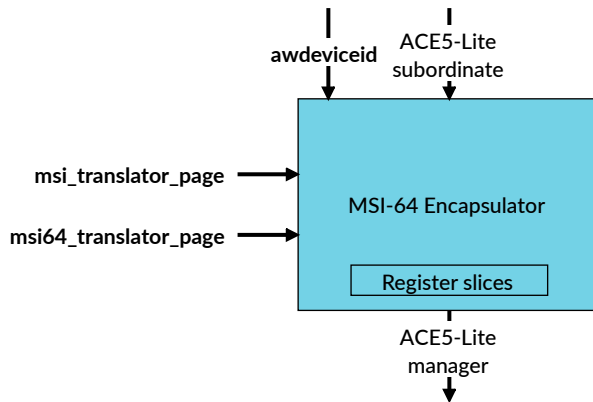 awdeviceid
ACE5-Lite
subordinate
msi_translator_page
msi64_translator_page
MSI-64 Encapsulator
Register slices
ACE5-Lite
manager